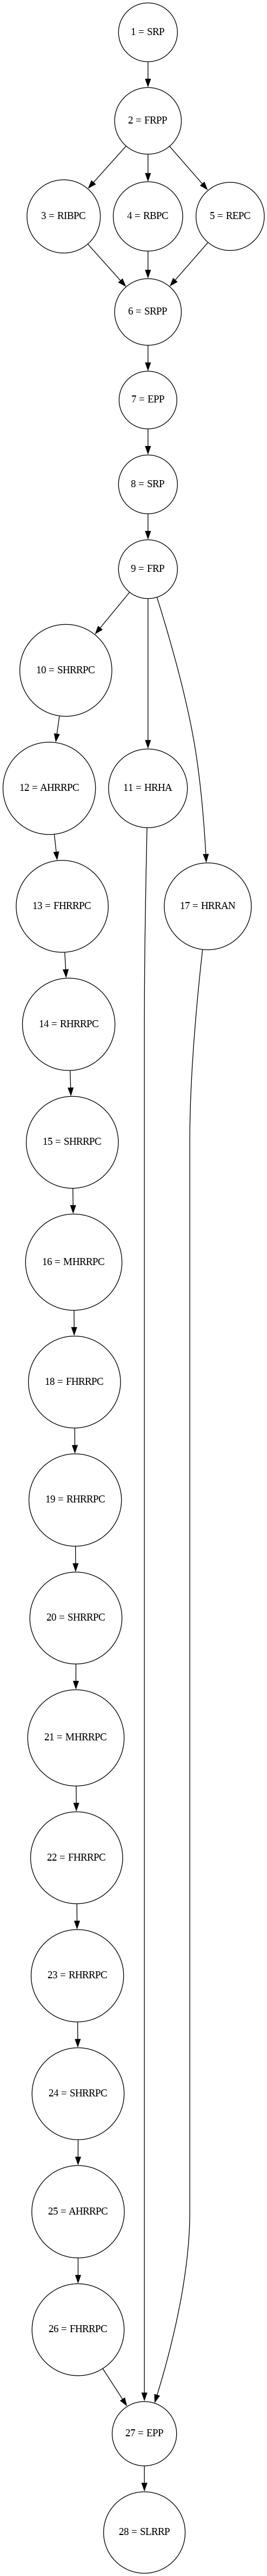 1 = SRP
2 = FRPP
3 = RIBPC
4 = RBPC
5 = REPC
6 = SRPP
7 = EPP
8 = SRP
9 = FRP
10 = SHRRPC
12 = AHRRPC
11 = HRHA
13 = FHRRPC
17 = HRRAN
14 = RHRRPC
15 = SHRRPC
16 = MHRRPC
18 = FHRRPC
19 = RHRRPC
20 = SHRRPC
21 = MHRRPC
22 = FHRRPC
23 = RHRRPC
24 = SHRRPC
25 = AHRRPC
26 = FHRRPC
27 = EPP
28 = SLRRP